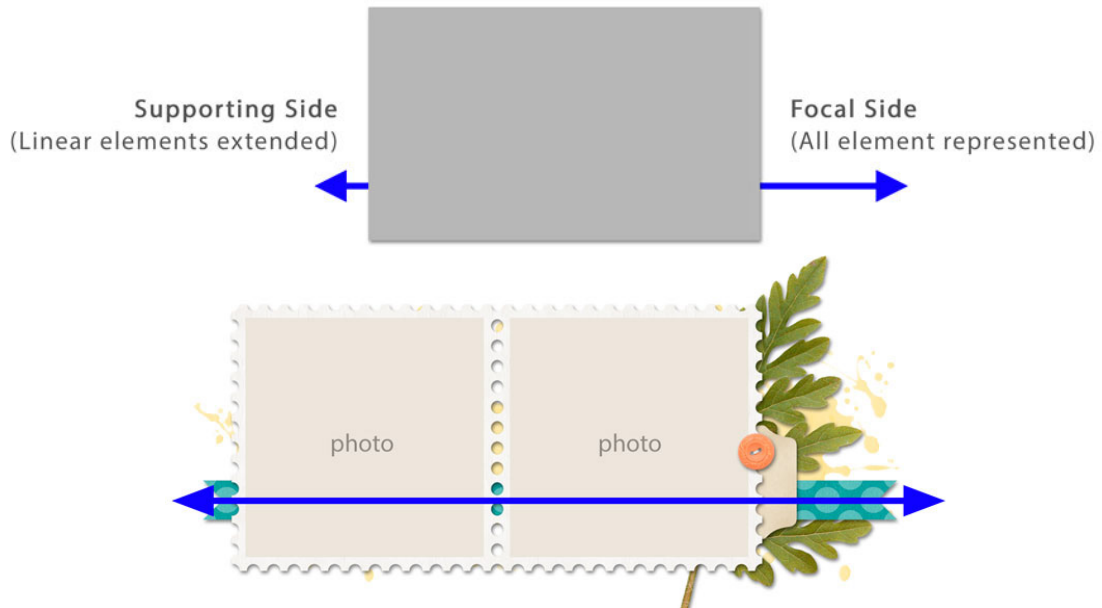 Supporting Side
(Linear elements extended)
Focal Side
(All element represented)
photo
photo